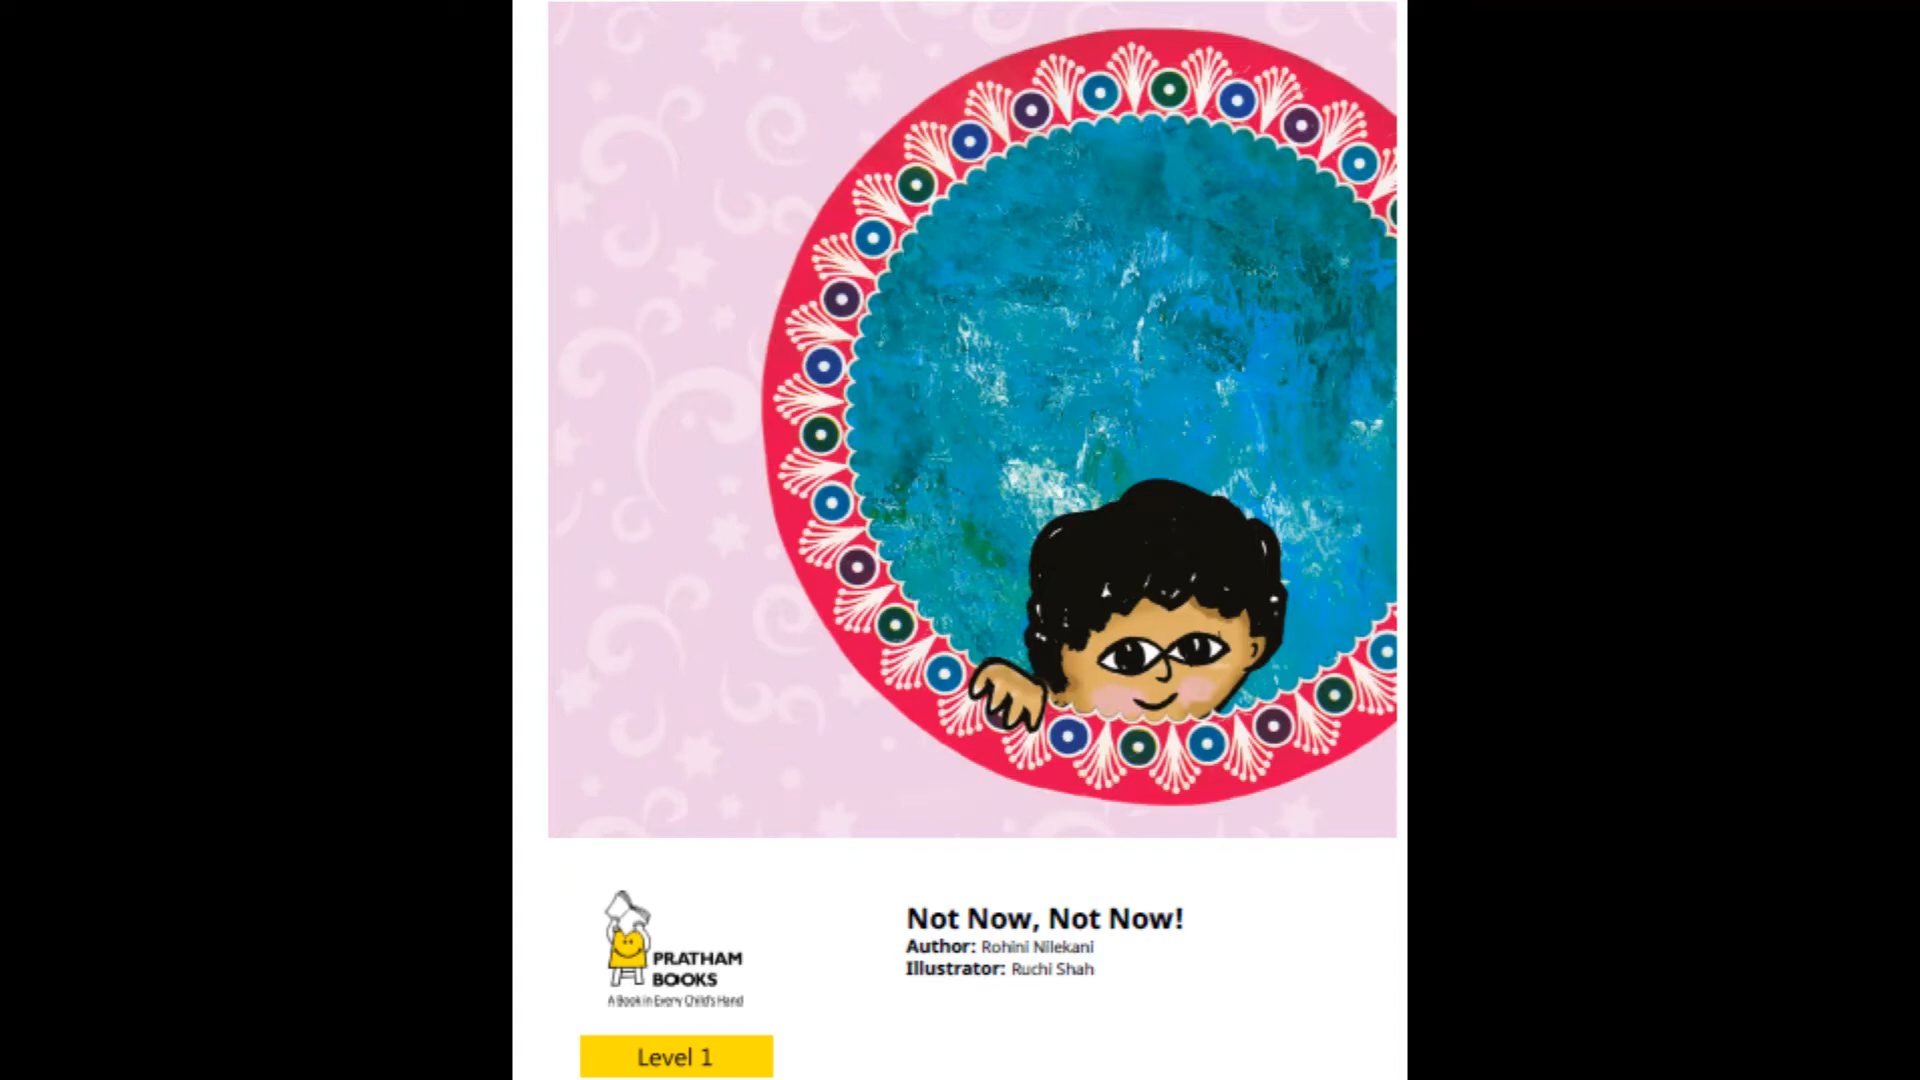 Not Now, Not Now!
Author: Rohini Nilekani
Illustrator: Ruchi Shah
PRATHAM
BOOKS
A Book in Every Child's Hand
Level 1